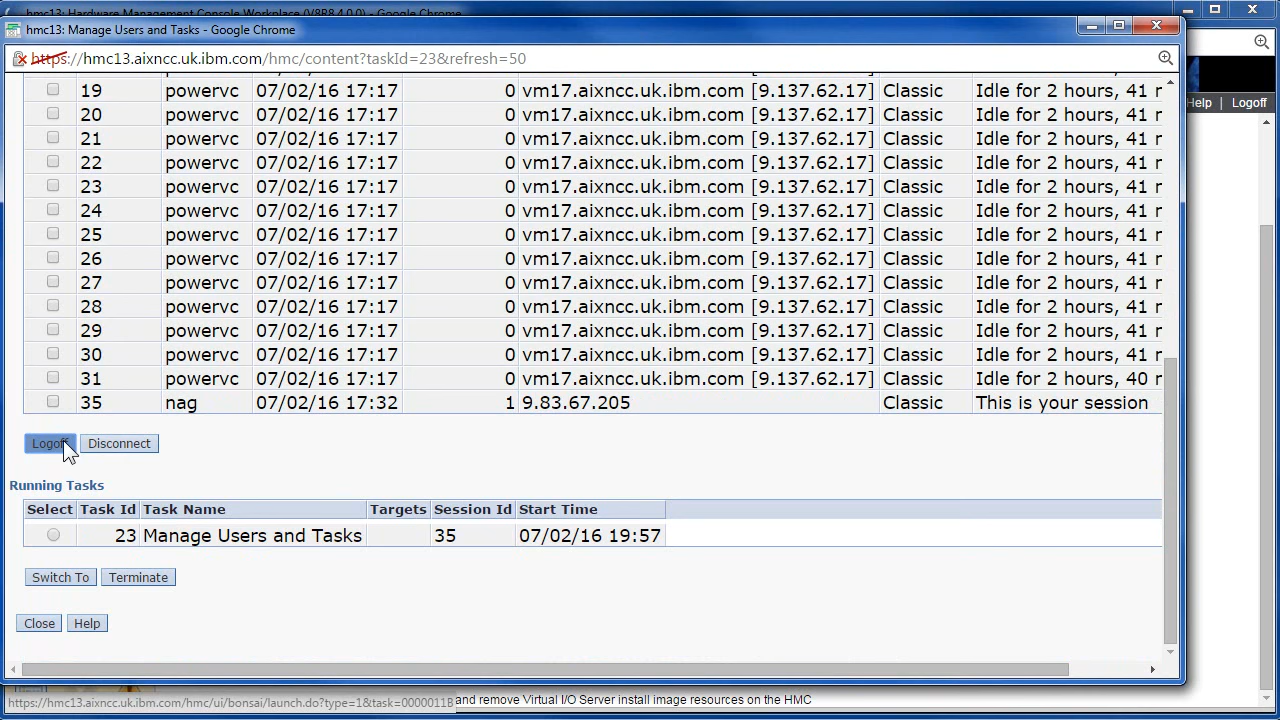 hmc13: Hardware Management Console Workplace (V8R8.4.0.0) - Google Chrome
hmc13: Manage Users and Tasks - Google Chrome
https://hmc13.aixncc.uk.ibm.com/hmc/content?taskId=23&refresh=50
Help | Logoff
19 powervc 07/02/16 17:17 0 vm17.aixncc.uk.ibm.com [9.137.62.17] Classic Idle for 2 hours, 41
20 powervc 07/02/16 17:17 0 vm17.aixncc.uk.ibm.com [9.137.62.17] Classic Idle for 2 hours, 41
21 powervc 07/02/16 17:17 0 vm17.aixncc.uk.ibm.com [9.137.62.17] Classic Idle for 2 hours, 41
22 powervc 07/02/16 17:17 0 vm17.aixncc.uk.ibm.com [9.137.62.17] Classic Idle for 2 hours, 41
23 powervc 07/02/16 17:17 0 vm17.aixncc.uk.ibm.com [9.137.62.17] Classic Idle for 2 hours, 41
24 powervc 07/02/16 17:17 0 vm17.aixncc.uk.ibm.com [9.137.62.17] Classic Idle for 2 hours, 41
25 powervc 07/02/16 17:17 0 vm17.aixncc.uk.ibm.com [9.137.62.17] Classic Idle for 2 hours, 41
26 powervc 07/02/16 17:17 0 vm17.aixncc.uk.ibm.com [9.137.62.17] Classic Idle for 2 hours, 41
27 powervc 07/02/16 17:17 0 vm17.aixncc.uk.ibm.com [9.137.62.17] Classic Idle for 2 hours, 41
28 powervc 07/02/16 17:17 0 vm17.aixncc.uk.ibm.com [9.137.62.17] Classic Idle for 2 hours, 41
29 powervc 07/02/16 17:17 0 vm17.aixncc.uk.ibm.com [9.137.62.17] Classic Idle for 2 hours, 41
30 powervc 07/02/16 17:17 0 vm17.aixncc.uk.ibm.com [9.137.62.17] Classic Idle for 2 hours, 41
31 powervc 07/02/16 17:17 0 vm17.aixncc.uk.ibm.com [9.137.62.17] Classic Idle for 2 hours, 40
35 nag 07/02/16 17:32 1 9.83.67.205 Classic This is your session
Logoff Disconnect
Running Tasks
Select Task Id Task Name Targets Session Id Start Time
23 Manage Users and Tasks 35 07/02/16 19:57
Switch To Terminate
Close Help
and remove Virtual I/O Server install image resources on the HMC
https://hmc13.aixncc.uk.ibm.com/hmc/ui/bonsai/launch.do?type=1&task=0000011B